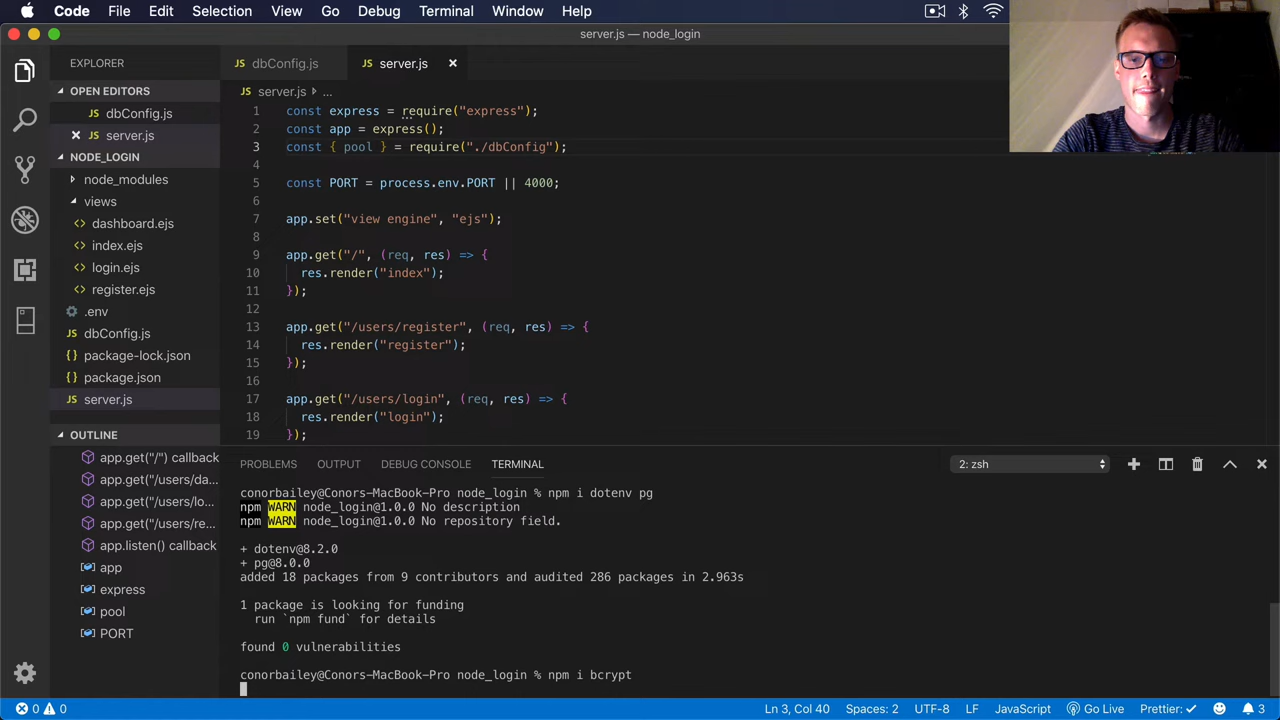 Code File Edit Selection View Go Debug Terminal Window Help
server.js — node_login
EXPLORER
OPEN EDITORS
JS dbConfig.js
JS server.js
NODE_LOGIN
node_modules
views
<> dashboard.ejs
<> index.ejs
<> login.ejs
<> register.ejs
.env
JS dbConfig.js
{} package-lock.json
{} package.json
JS server.js
OUTLINE
app.get("/") callback
app.get("/users/da...
app.get("/users/lo...
app.get("/users/re...
app.listen() callback
app
express
pool
PORT
JS dbConfig.js JS server.js
JS server.js ...
1 const express = require("express");
2 const app = express();
3 const { pool } = require("./dbConfig");
4
5 const PORT = process.env.PORT || 4000;
6
7 app.set("view engine", "ejs");
8
9 app.get("/", (req, res) => {
10 res.render("index");
11 });
12
13 app.get("/users/register", (req, res) => {
14 res.render("register");
15 });
16
17 app.get("/users/login", (req, res) => {
18 res.render("login");
19 });
PROBLEMS OUTPUT DEBUG CONSOLE TERMINAL 2: zsh
conorbailey@Conors-MacBook-Pro node_login % npm i dotenv pg
npm WARN node_login@1.0.0 No description
npm WARN node_login@1.0.0 No repository field.
+ dotenv@8.2.0
+ pg@8.0.0
added 18 packages from 9 contributors and audited 286 packages in 2.963s
1 package is looking for funding
run `npm fund` for details
found 0 vulnerabilities
conorbailey@Conors-MacBook-Pro node_login % npm i bcrypt
0 0 Ln 3, Col 40 Spaces: 2 UTF-8 LF JavaScript Go Live Prettier: ✓ 3